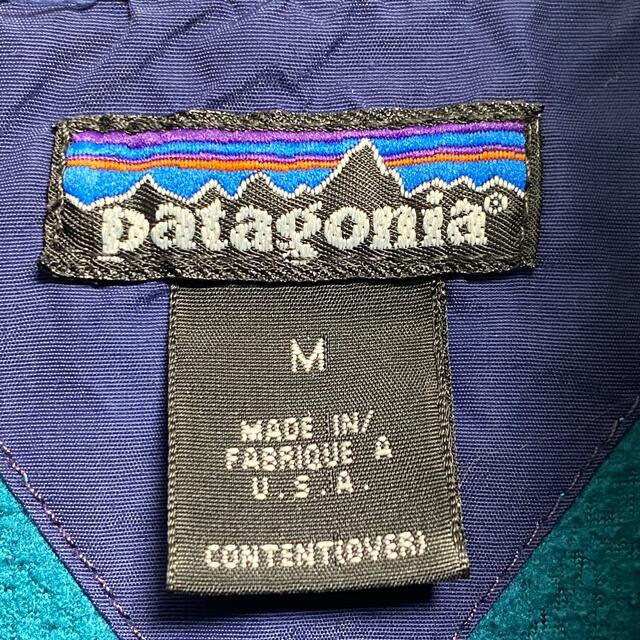 patagonia®
M
MADE IN/
FABRIQUE A
U.S.A.
CONTENT(OVER)